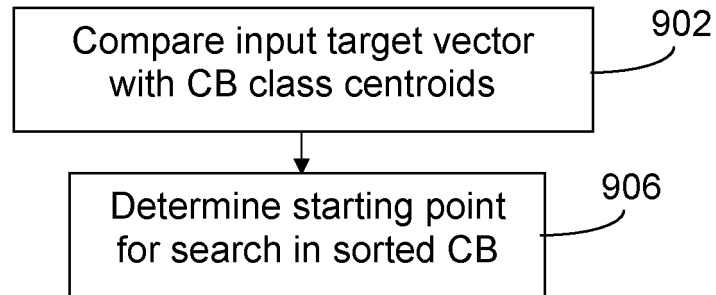 Compare input target vector
with CB class centroids
902
Determine starting point
for search in sorted CB
906